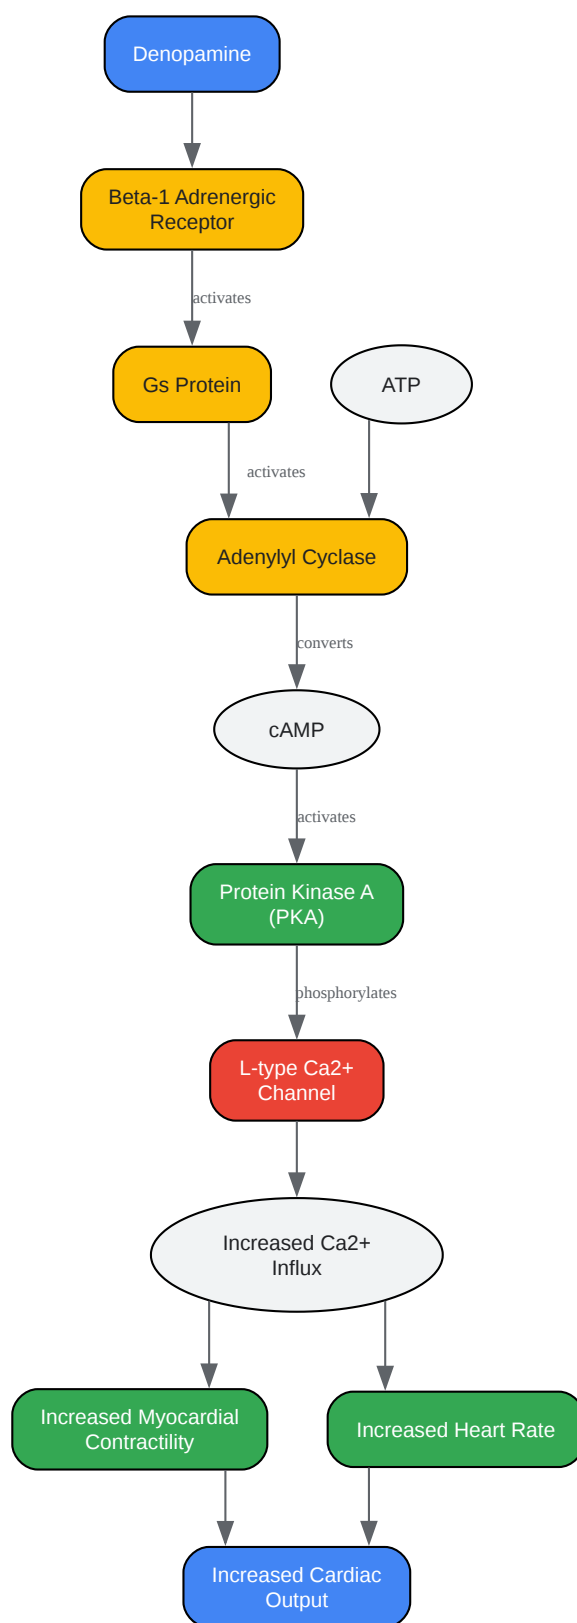 Denopamine
Beta-1 Adrenergic
Receptor
activates
Gs Protein
ATP
activates
Adenylyl Cyclase
converts
cAMP
activates
Protein Kinase A
(PKA)
phosphorylates
L-type Ca2+
Channel
Increased Ca2+
Influx
Increased Myocardial
Contractility
Increased Heart Rate
Increased Cardiac
Output